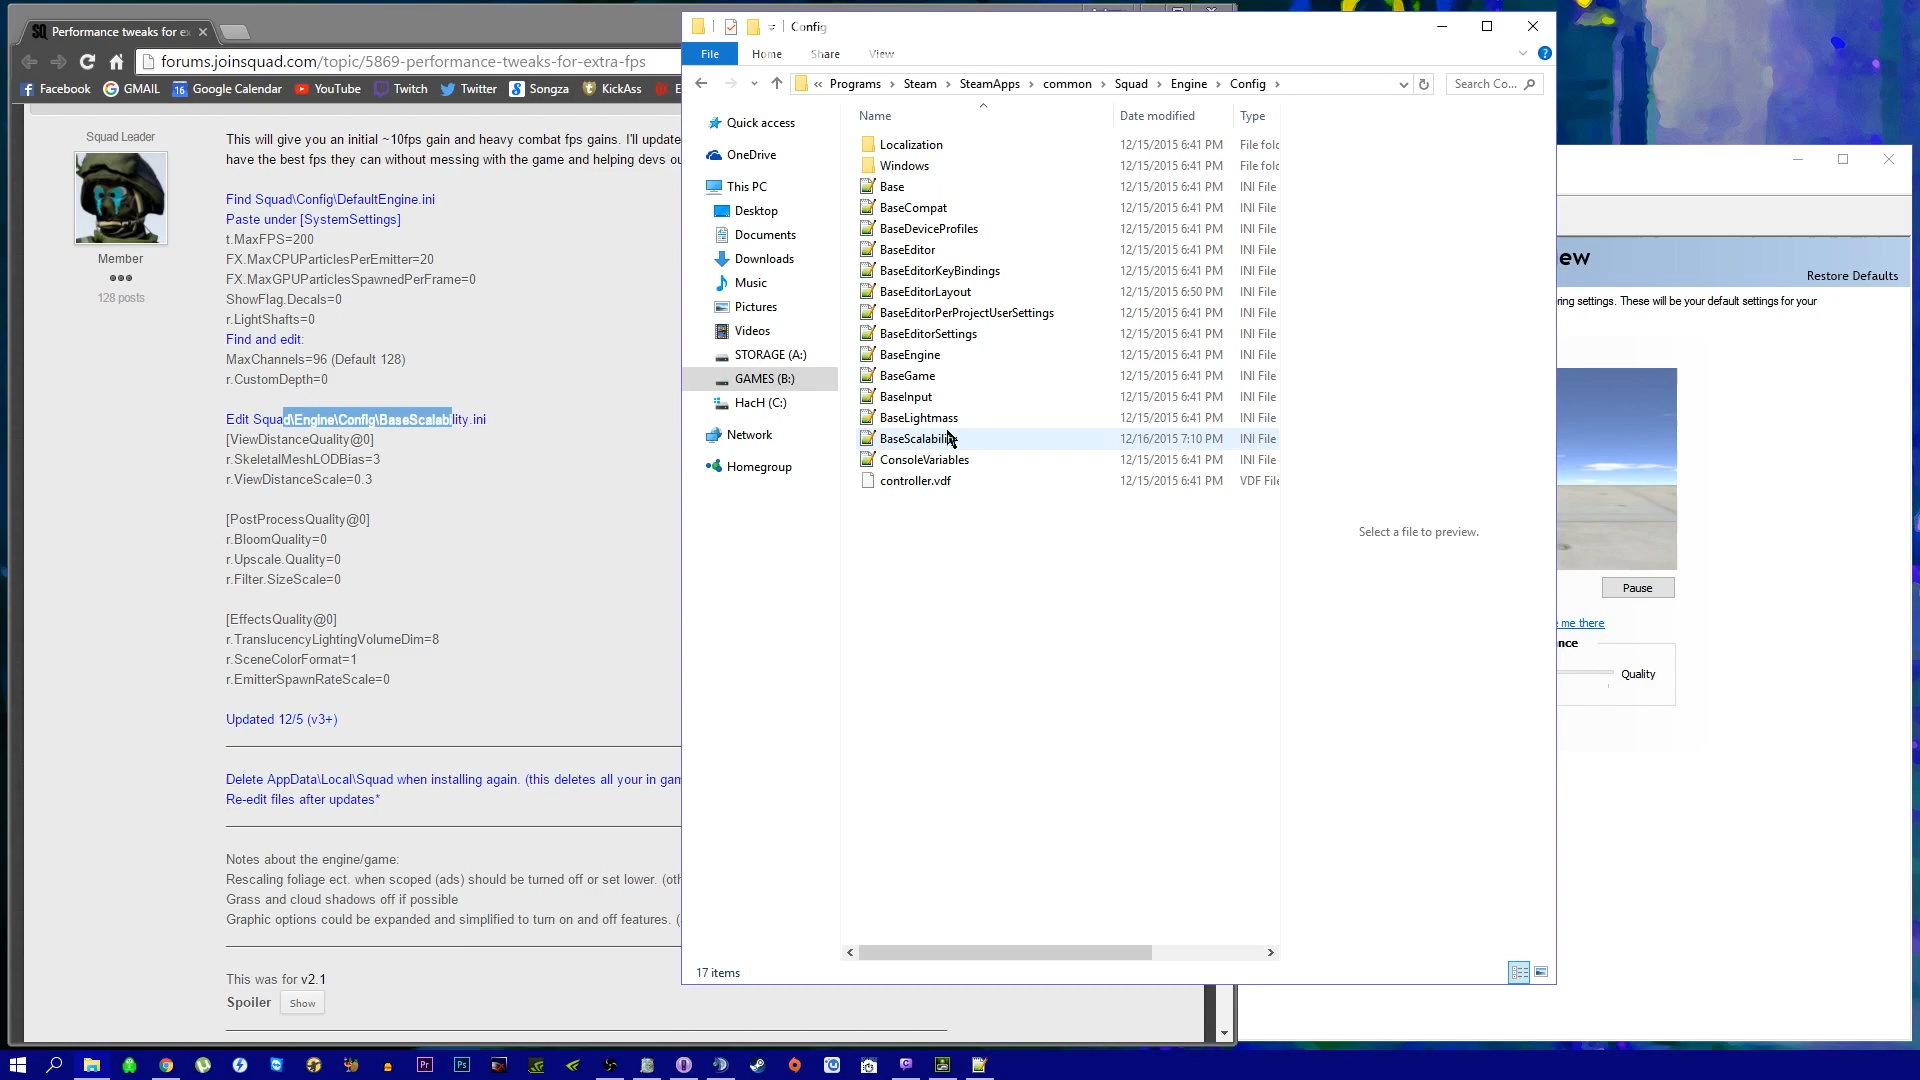 Performance tweaks for ex
forums.joinsquad.com/topic/5869-performance-tweaks-for-extra-fps
Facebook
GMAIL
16
Google Calendar
YouTube
Twitch
Twitter
Songza
KickAss
Squad Leader
Member
128 posts
This will give you an initial ~10fps gain and heavy combat fps gains. I'll update
have the best fps they can without messing with the game and helping devs ou
Find Squad\Config\DefaultEngine.ini
Paste under [SystemSettings]
t.MaxFPS=200
FX.MaxCPUParticlesPerEmitter=20
FX.MaxGPUParticlesSpawnedPerFrame=0
ShowFlag.Decals=0
r.LightShafts=0
Find and edit:
MaxChannels=96 (Default 128)
r.CustomDepth=0
Edit Squad\Engine\Config\BaseScalability.ini
[ViewDistanceQuality@0]
r.SkeletalMeshLODBias=3
r.ViewDistanceScale=0.3
[PostProcessQuality@0]
r.BloomQuality=0
r.Upscale.Quality=0
r.Filter.SizeScale=0
[EffectsQuality@0]
r.TranslucencyLightingVolumeDim=8
r.SceneColorFormat=1
r.EmitterSpawnRateScale=0
Updated 12/5 (v3+)
Delete AppData\Local\Squad when installing again. (this deletes all your in gam
Re-edit files after updates*
Notes about the engine/game:
Rescaling foliage ect. when scoped (ads) should be turned off or set lower. (oth
Grass and cloud shadows off if possible
Graphic options could be expanded and simplified to turn on and off features. (
This was for v2.1
Spoiler Show
Config
File Home Share View
« Programs › Steam › SteamApps › common › Squad › Engine › Config ›
Search Co...
Quick access
OneDrive
This PC
Desktop
Documents
Downloads
Music
Pictures
Videos
STORAGE (A:)
GAMES (B:)
HacH (C:)
Network
Homegroup
Name Date modified Type
Localization 12/15/2015 6:41 PM File fold
Windows 12/15/2015 6:41 PM File fold
Base 12/15/2015 6:41 PM INI File
BaseCompat 12/15/2015 6:41 PM INI File
BaseDeviceProfiles 12/15/2015 6:41 PM INI File
BaseEditor 12/15/2015 6:41 PM INI File
BaseEditorKeyBindings 12/15/2015 6:41 PM INI File
BaseEditorLayout 12/15/2015 6:50 PM INI File
BaseEditorPerProjectUserSettings 12/15/2015 6:41 PM INI File
BaseEditorSettings 12/15/2015 6:41 PM INI File
BaseEngine 12/15/2015 6:41 PM INI File
BaseGame 12/15/2015 6:41 PM INI File
BaseInput 12/15/2015 6:41 PM INI File
BaseLightmass 12/15/2015 6:41 PM INI File
BaseScalability 12/16/2015 7:10 PM INI File
ConsoleVariables 12/15/2015 6:41 PM INI File
controller.vdf 12/15/2015 6:41 PM VDF File
Select a file to preview.
17 items
ew
Restore Defaults
ring settings. These will be your default settings for your
Pause
me there
nce
Quality
Pr
Ps